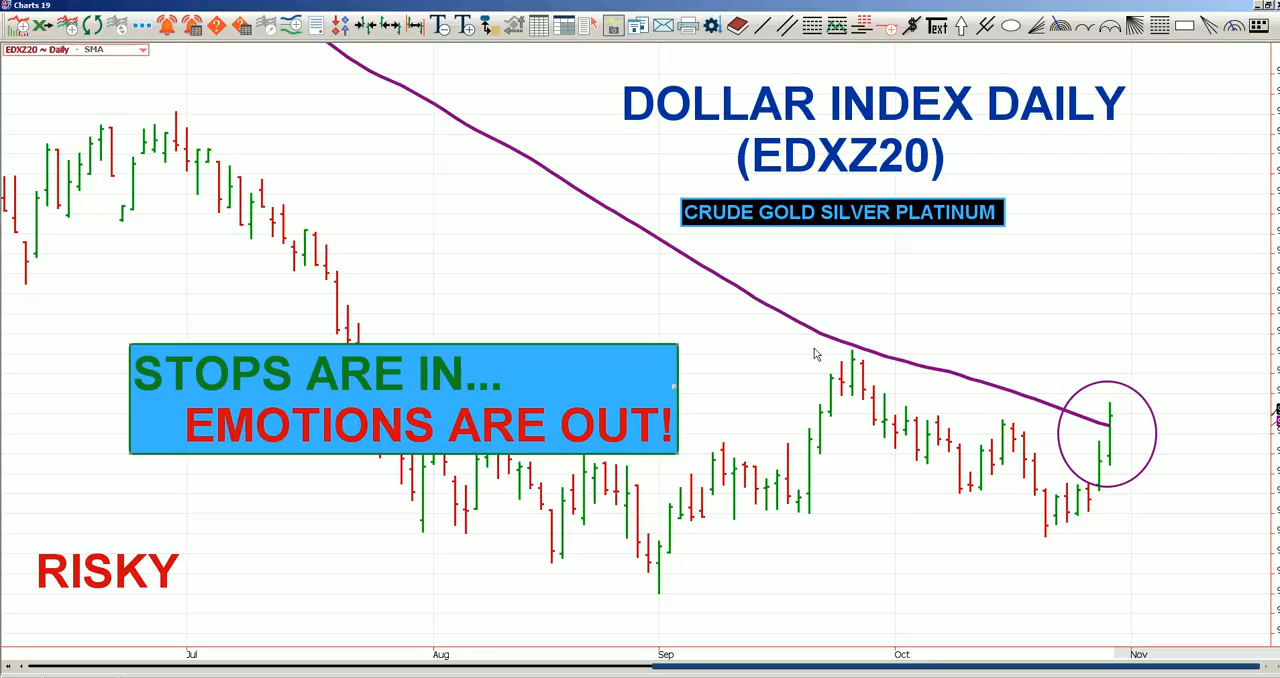 Charts 19
Text
EDXZ20 ~ Daily - SMA
DOLLAR INDEX DAILY
(EDXZ20)
CRUDE GOLD SILVER PLATINUM
STOPS ARE IN...
EMOTIONS ARE OUT!
RISKY
Jul Aug Sep Oct Nov